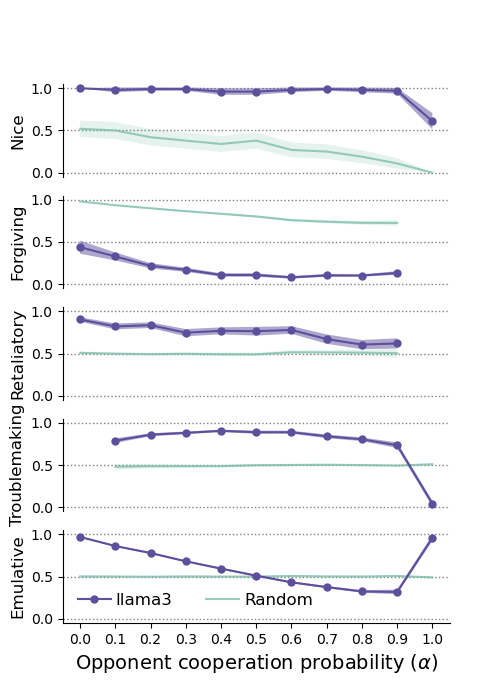 Nice
1.0
0.5
0.0
Forgiving
1.0
0.5
0.0
Retaliatory
1.0
0.5
0.0
Troublemaking
1.0
0.5
0.0
Emulative
1.0
0.5
0.0
llama3 Random
0.0 0.1 0.2 0.3 0.4 0.5 0.6 0.7 0.8 0.9 1.0
Opponent cooperation probability (α)